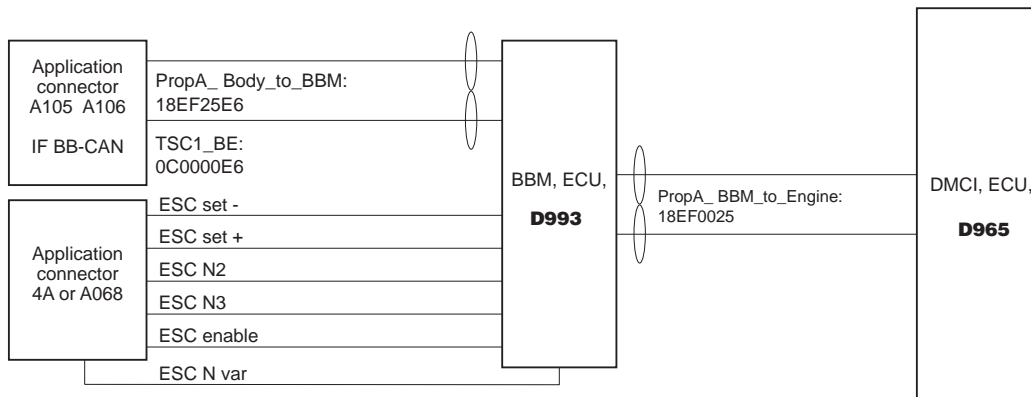 Application
connector
A105 A106
IF BB-CAN
PropA_ Body_to_BBM:
18EF25E6
TSC1_BE:
0C0000E6
Application
connector
4A or A068
ESC set -
ESC set +
ESC N2
ESC N3
ESC enable
ESC N var
BBM, ECU,
D993
PropA_ BBM_to_Engine:
18EF0025
DMCI, ECU,
D965